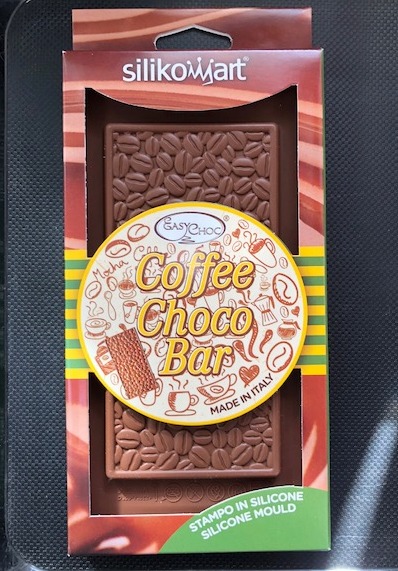 silikomart®
EASY CHOC ®
Mocha
Coffee
Choco
Bar
MADE IN ITALY
STAMPO IN SILICONE
SILICONE MOULD